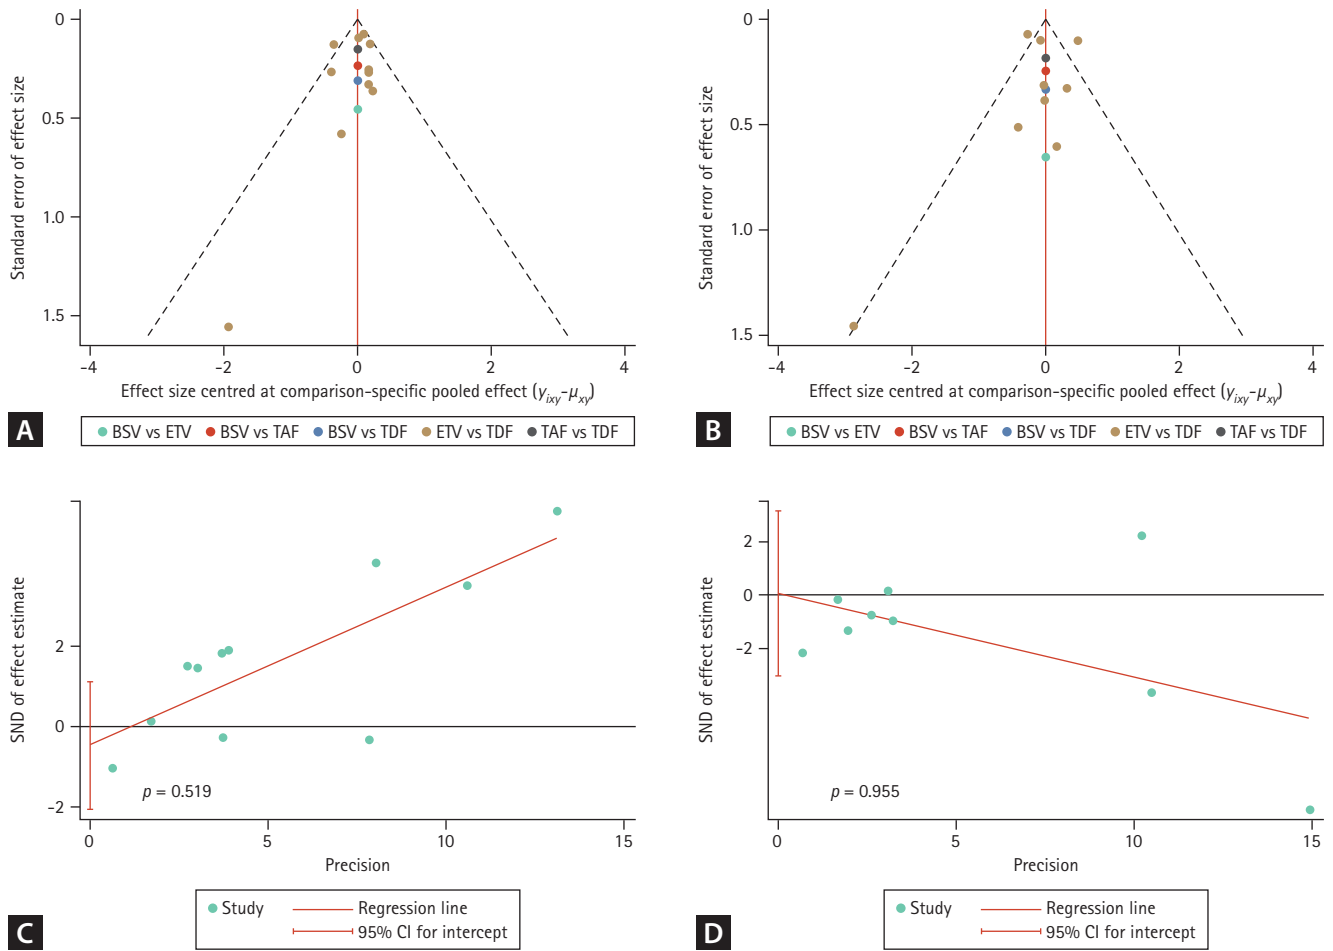 0
0.5
1.0
1.5
Standard error of effect size
-4
-2
0
2
4
Effect size centred at comparison-specific pooled effect (yixy-μxy)
A
BSV vs ETV
BSV vs TAF
BSV vs TDF
ETV vs TDF
TAF vs TDF
0
0.5
1.0
1.5
Standard error of effect size
-4
-2
0
2
4
Effect size centred at comparison-specific pooled effect (yixy-μxy)
B
BSV vs ETV
BSV vs TAF
BSV vs TDF
ETV vs TDF
TAF vs TDF
2
0
-2
SND of effect estimate
p = 0.519
0
5
10
15
Precision
C
Study
Regression line
95% CI for intercept
2
0
-2
SND of effect estimate
p = 0.955
0
5
10
15
Precision
D
Study
Regression line
95% CI for intercept